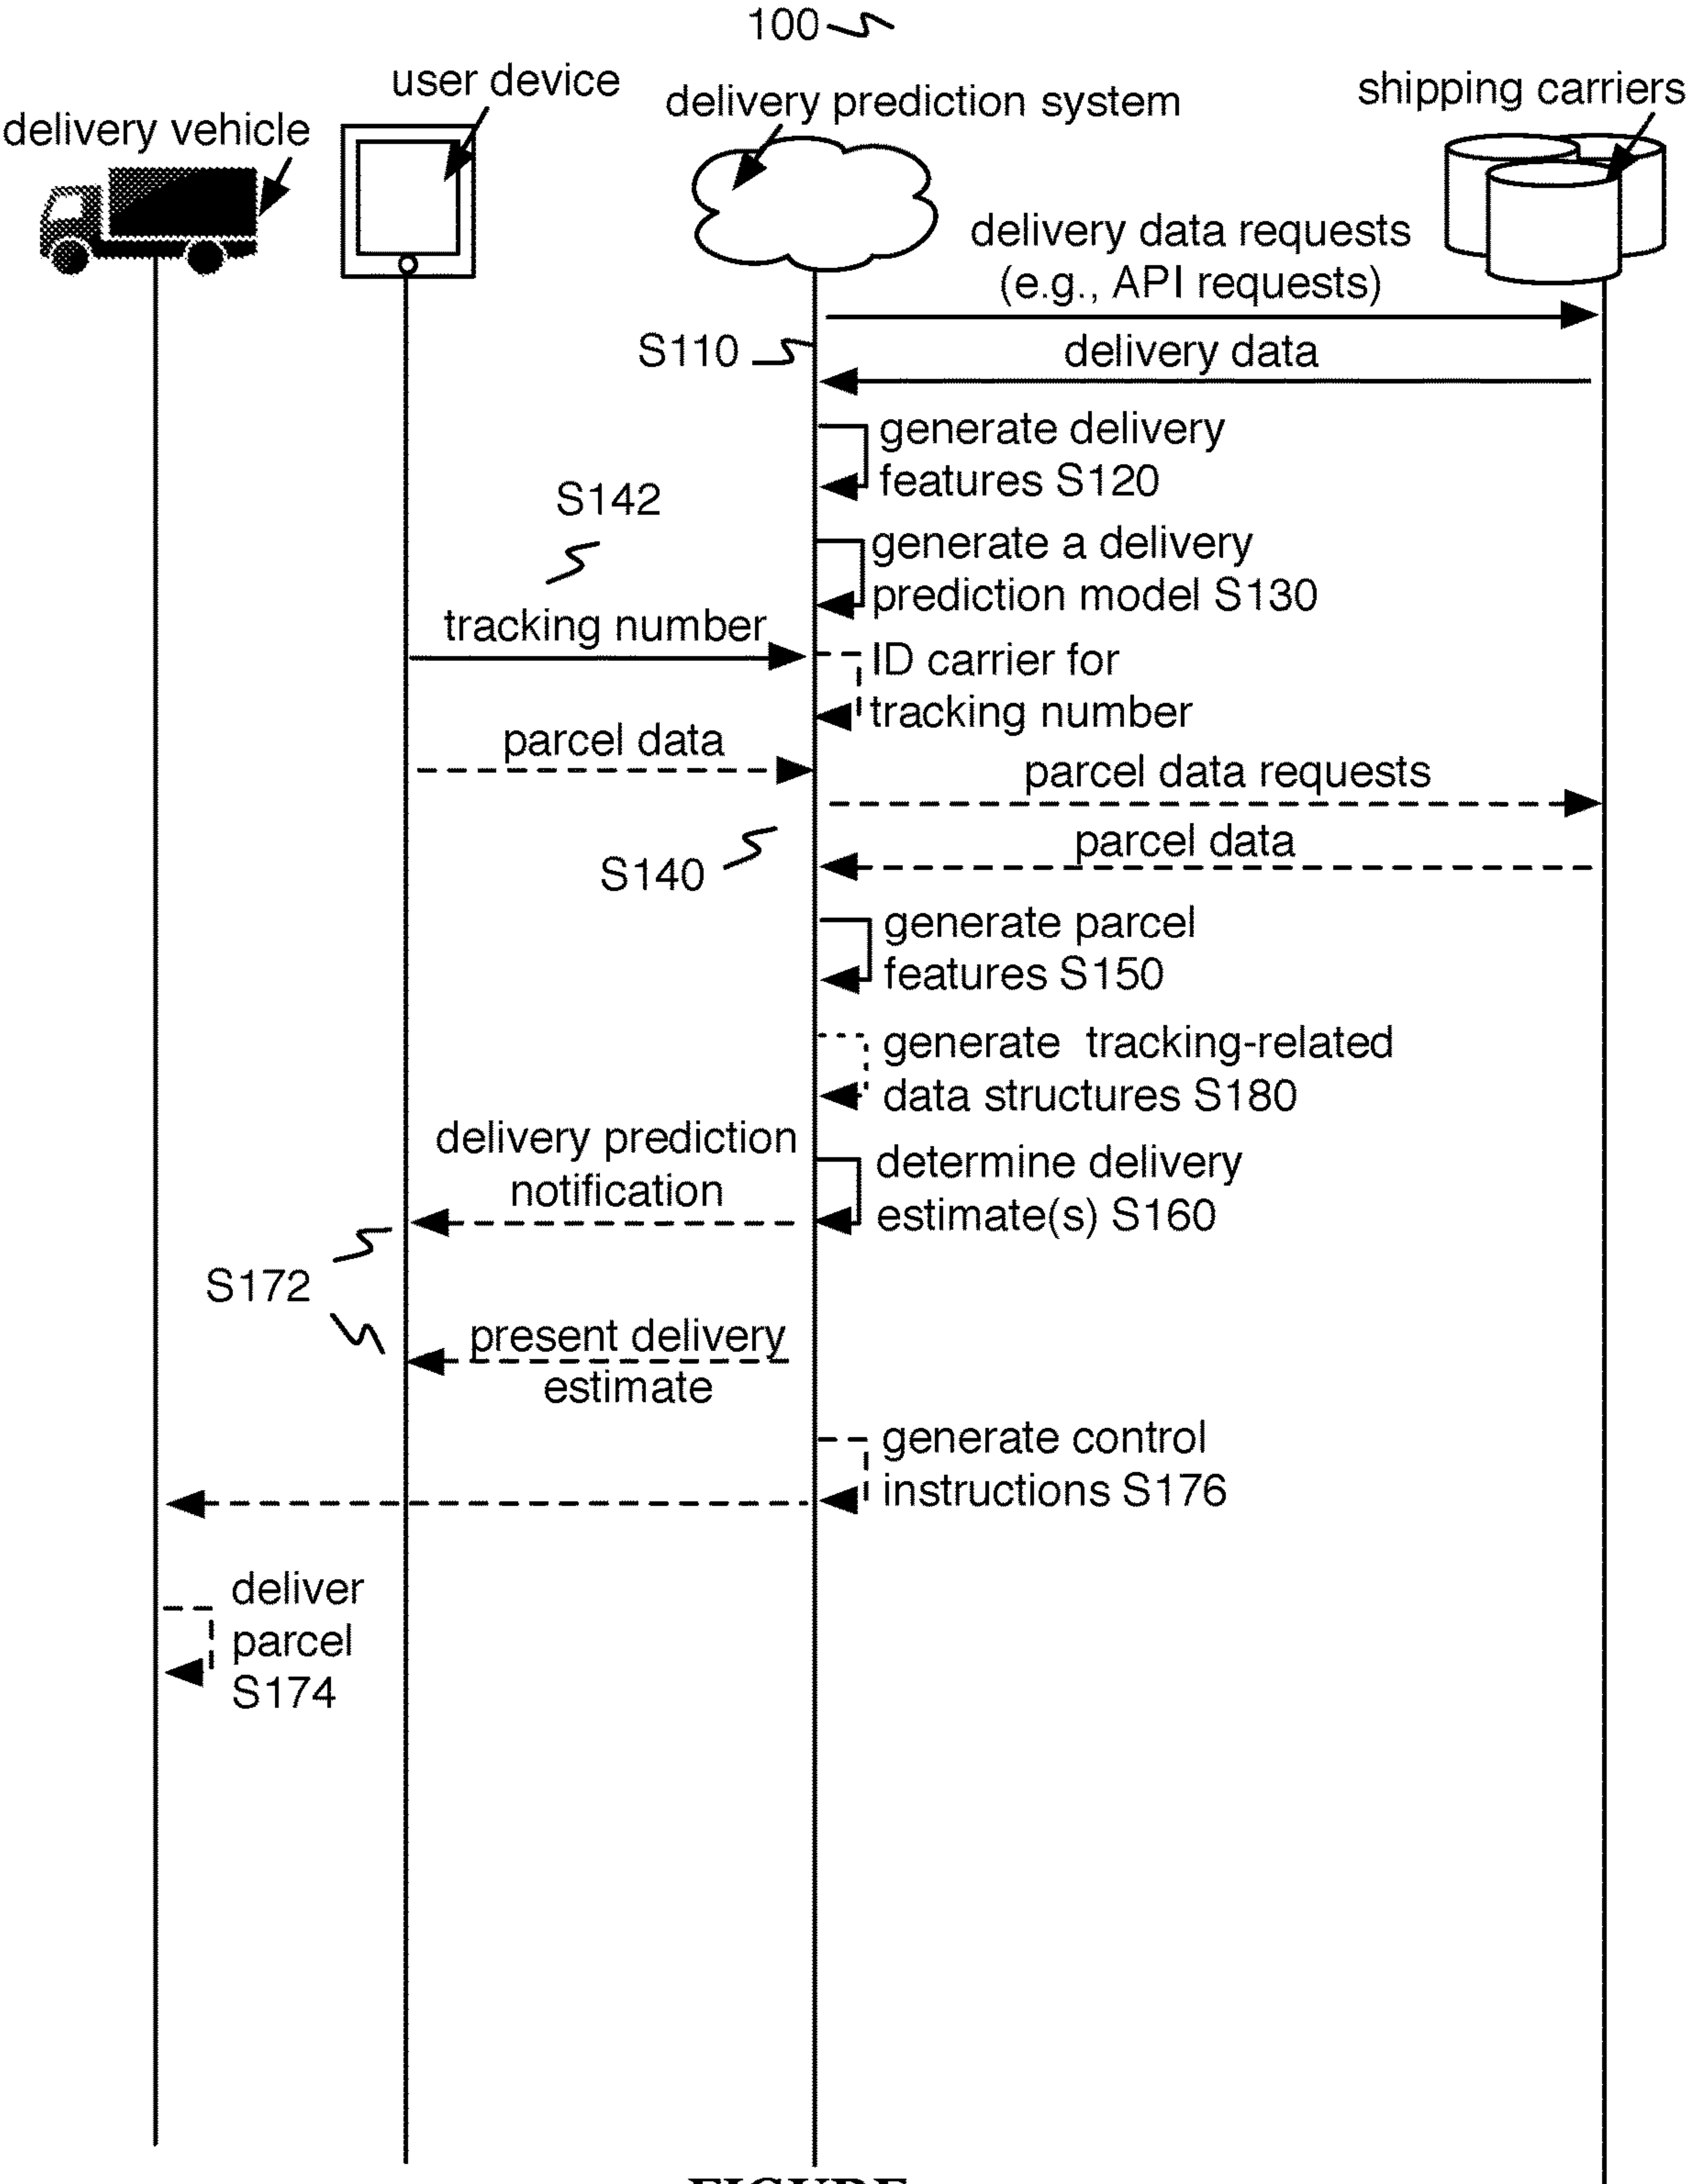 100
user device
delivery prediction system
shipping carriers
delivery vehicle
delivery data requests
(e.g., API requests)
S110
delivery data
generate delivery
features S120
S142
generate a delivery
prediction model S130
tracking number
ID carrier for
tracking number
parcel data
parcel data requests
S140
parcel data
generate parcel
features S150
generate tracking-related
data structures S180
delivery prediction
notification
determine delivery
estimate(s) S160
S172
present delivery
estimate
generate control
instructions S176
deliver
parcel
S174
FIGURE